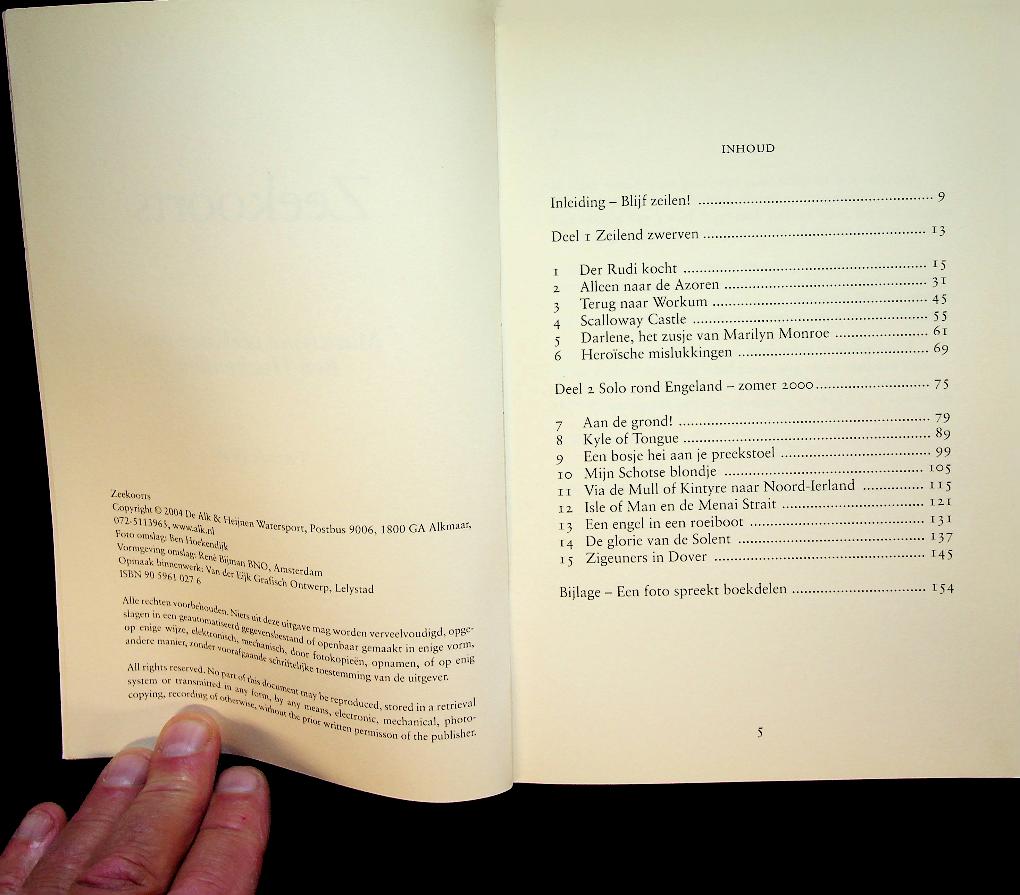 Zeekoorts
Copyright © 2004 De Alk & Heijnen Watersport, Postbus 9006, 1800 GA Alkmaar,
072-5113965, www.alk.nl
Foto omslag: Ben Hoekendijk
Vormgeving omslag: René Bijman BNO, Amsterdam
Opmaak binnenwerk: Van der Eijk Grafisch Ontwerp, Lelystad
ISBN 90 5961 027 6
Alle rechten voorbehouden. Niets uit deze uitgave mag worden verveelvoudigd, opge-
slagen in een geautomatiseerd gegevensbestand of openbaar gemaakt in enige vorm,
op enige wijze, elektronisch, mechanisch, door fotokopieën, opnamen, of op enig
andere manier, zonder voorafgaande schriftelijke toestemming van de uitgever.
All rights reserved. No part of this document may be reproduced, stored in a retrieval
system or transmitted in any form, by any means, electronic, mechanical, photo-
copying, recording of otherwise, without the prior written permisson of the publisher.
INHOUD
Inleiding – Blijf zeilen! 9
Deel 1 Zeilend zwerven 13
1 Der Rudi kocht 15
2 Alleen naar de Azoren 31
3 Terug naar Workum 45
4 Scalloway Castle 55
5 Darlene, het zusje van Marilyn Monroe 61
6 Heroïsche mislukkingen 69
Deel 2 Solo rond Engeland – zomer 2000 75
7 Aan de grond! 79
8 Kyle of Tongue 89
9 Een bosje hei aan je preekstoel 99
10 Mijn Schotse blondje 105
11 Via de Mull of Kintyre naar Noord-Ierland 115
12 Isle of Man en de Menai Strait 121
13 Een engel in een roeiboot 131
14 De glorie van de Solent 137
15 Zigeuners in Dover 145
Bijlage – Een foto spreekt boekdelen 154
5